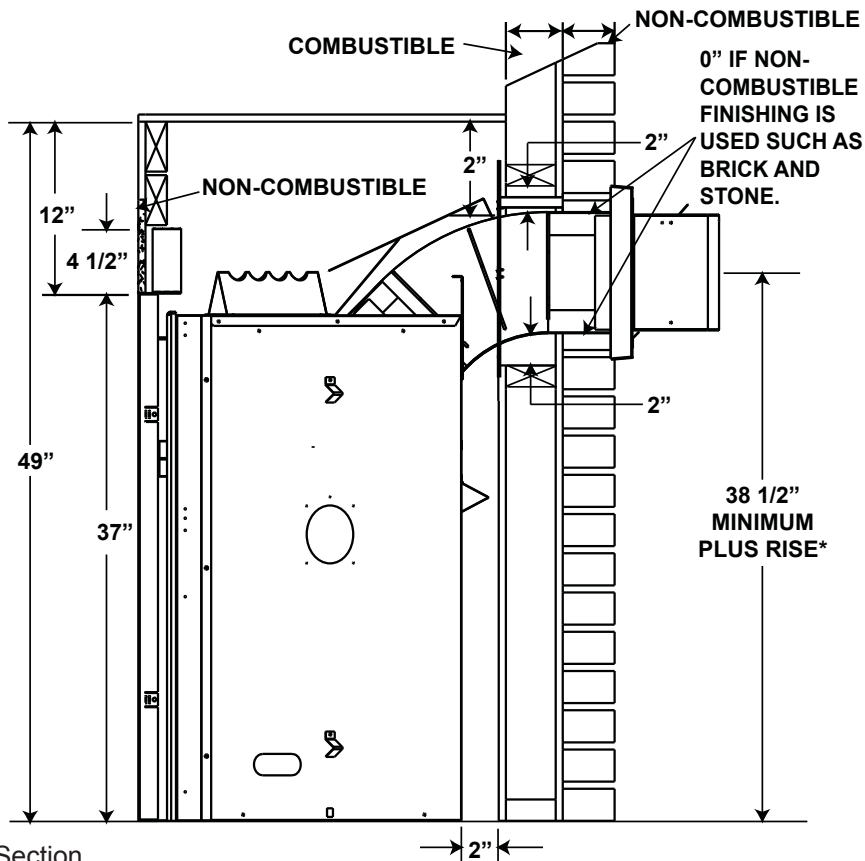 NON-COMBUSTIBLE
COMBUSTIBLE
0” IF NON-
COMBUSTIBLE
FINISHING IS
USED SUCH AS
BRICK AND
STONE.
2”
2”
NON-COMBUSTIBLE
12”
4 1/2”
2”
49”
37”
38 1/2”
MINIMUM
PLUS RISE*
2”
Section